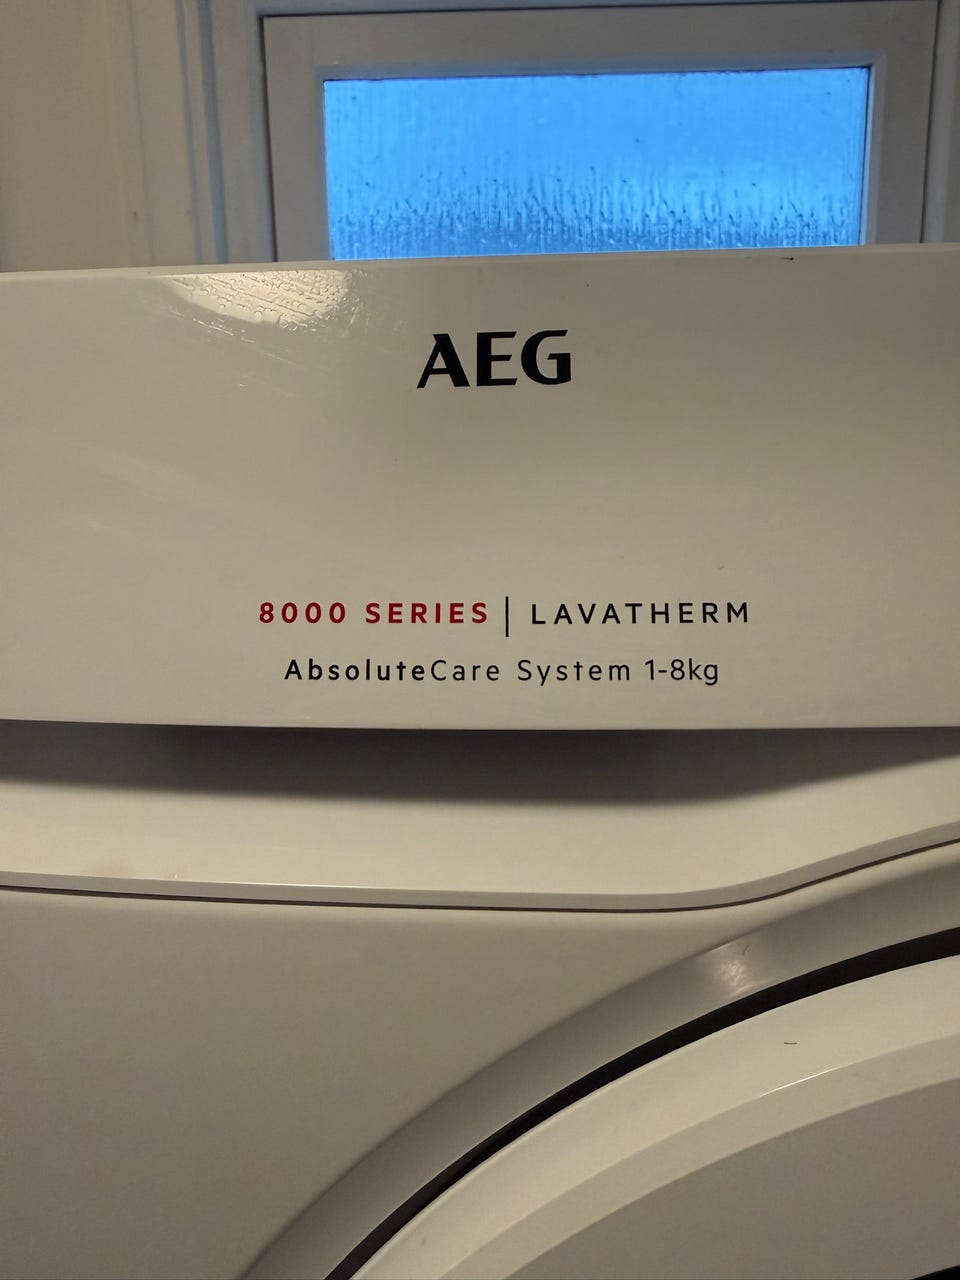 AEG
8000 SERIES | LAVATHERM
AbsoluteCare System 1-8kg